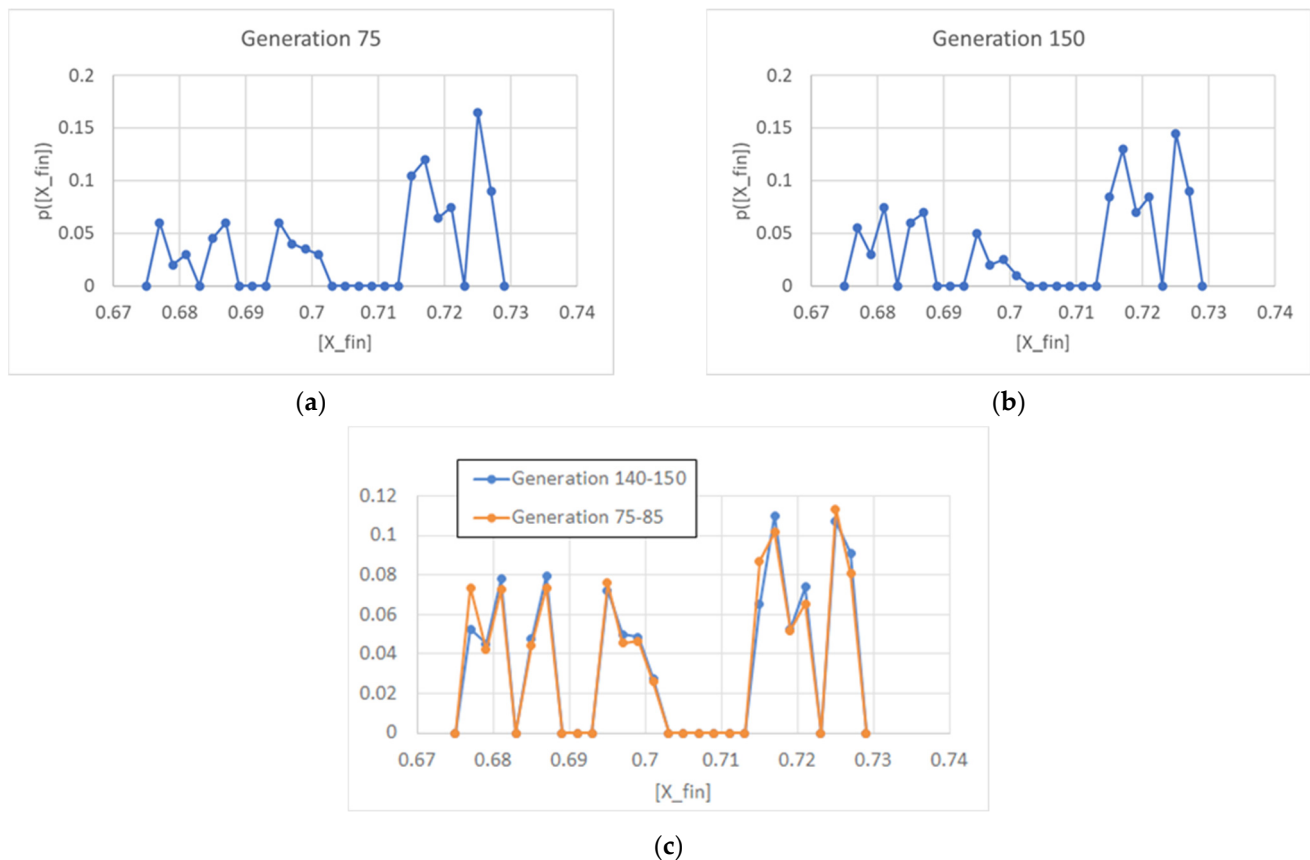 Generation 75
0.2
0.15
0.1
0.05
0
p([X_fin])
0.67 0.68 0.69 0.7 0.71 0.72 0.73 0.74
[X_fin]
(a)
Generation 150
0.2
0.15
0.1
0.05
0
p([X_fin])
0.67 0.68 0.69 0.7 0.71 0.72 0.73 0.74
[X_fin]
(b)
Generation 140-150
Generation 75-85
0.12
0.1
0.08
0.06
0.04
0.02
0
0.67 0.68 0.69 0.7 0.71 0.72 0.73 0.74
[X_fin]
(c)